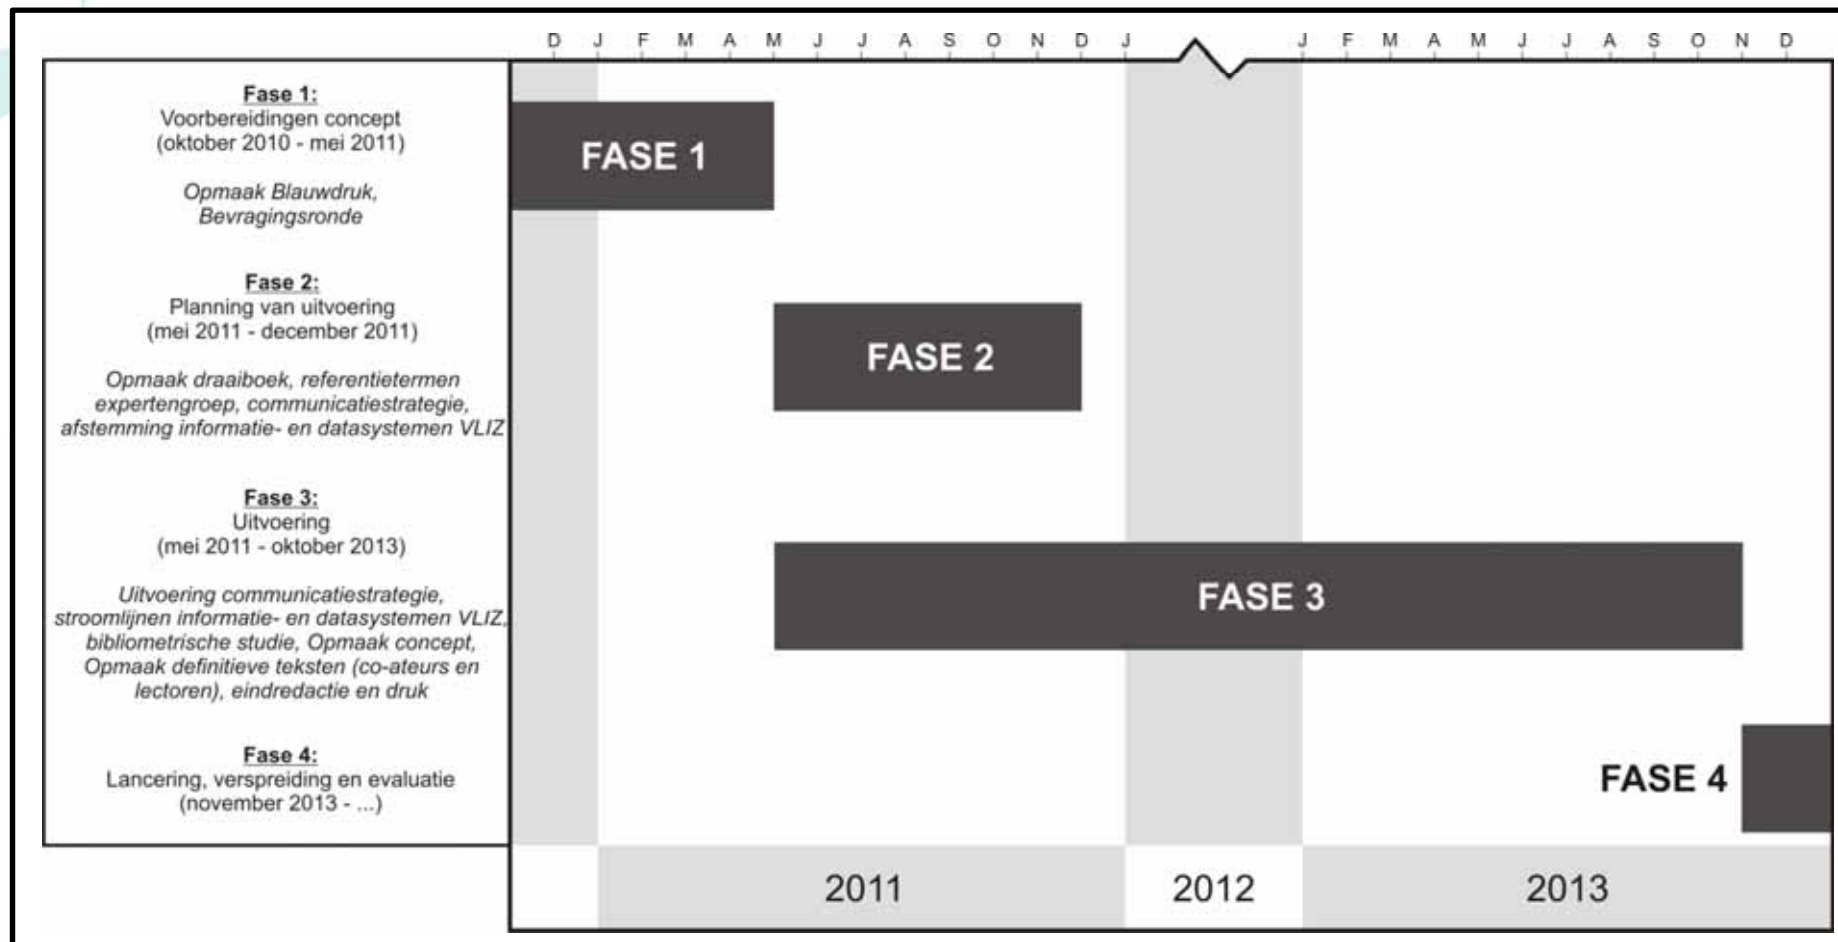 D J F M A M J J A S O N D J J F M A M J J A S O N D
Fase 1:
Voorbereidingen concept
(oktober 2010 - mei 2011)
Opmaak Blauwdruk,
Bevragingsronde
FASE 1
Fase 2:
Planning van uitvoering
(mei 2011 - december 2011)
Opmaak draaiboek, referentietermen
expertengroep, communicatiestrategie,
afstemming informatie- en datasystemen VLIZ
FASE 2
Fase 3:
Uitvoering
(mei 2011 - oktober 2013)
Uitvoering communicatiestrategie,
stroomlijnen informatie- en datasystemen VLIZ,
bibliometrische studie, Opmaak concept,
Opmaak definitieve teksten (co-ateurs en
lectoren), eindredactie en druk
FASE 3
Fase 4:
Lancering, verspreiding en evaluatie
(november 2013 - ...)
FASE 4
2011 2012 2013